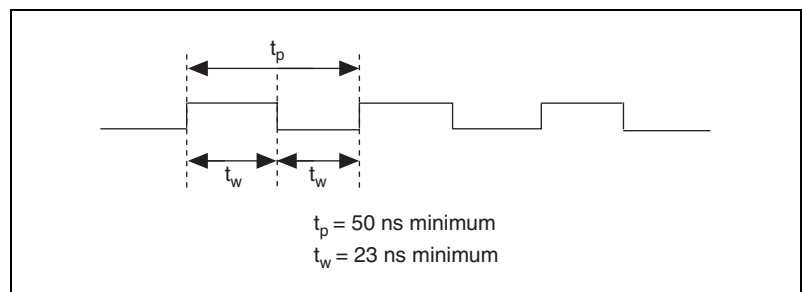 tp
tw tw
tp = 50 ns minimum
tw = 23 ns minimum